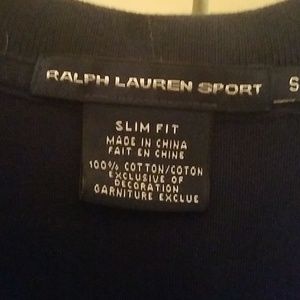 RALPH LAUREN SPORT
S
SLIM FIT
MADE IN CHINA
FAIT EN CHINE
100% COTTON/COTON
EXCLUSIVE OF
DECORATION
GARNITURE EXCLUE